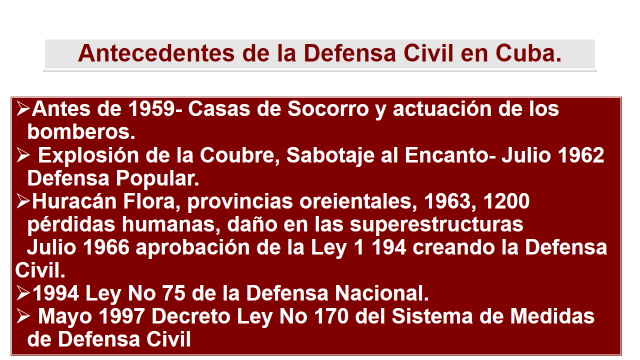 Antecedentes de la Defensa Civil en Cuba.
➢Antes de 1959- Casas de Socorro y actuación de los
bomberos.
➢ Explosión de la Coubre, Sabotaje al Encanto- Julio 1962
Defensa Popular.
➢Huracán Flora, provincias oreientales, 1963, 1200
pérdidas humanas, daño en las superestructuras
Julio 1966 aprobación de la Ley 1 194 creando la Defensa
Civil.
➢1994 Ley No 75 de la Defensa Nacional.
➢ Mayo 1997 Decreto Ley No 170 del Sistema de Medidas
de Defensa Civil